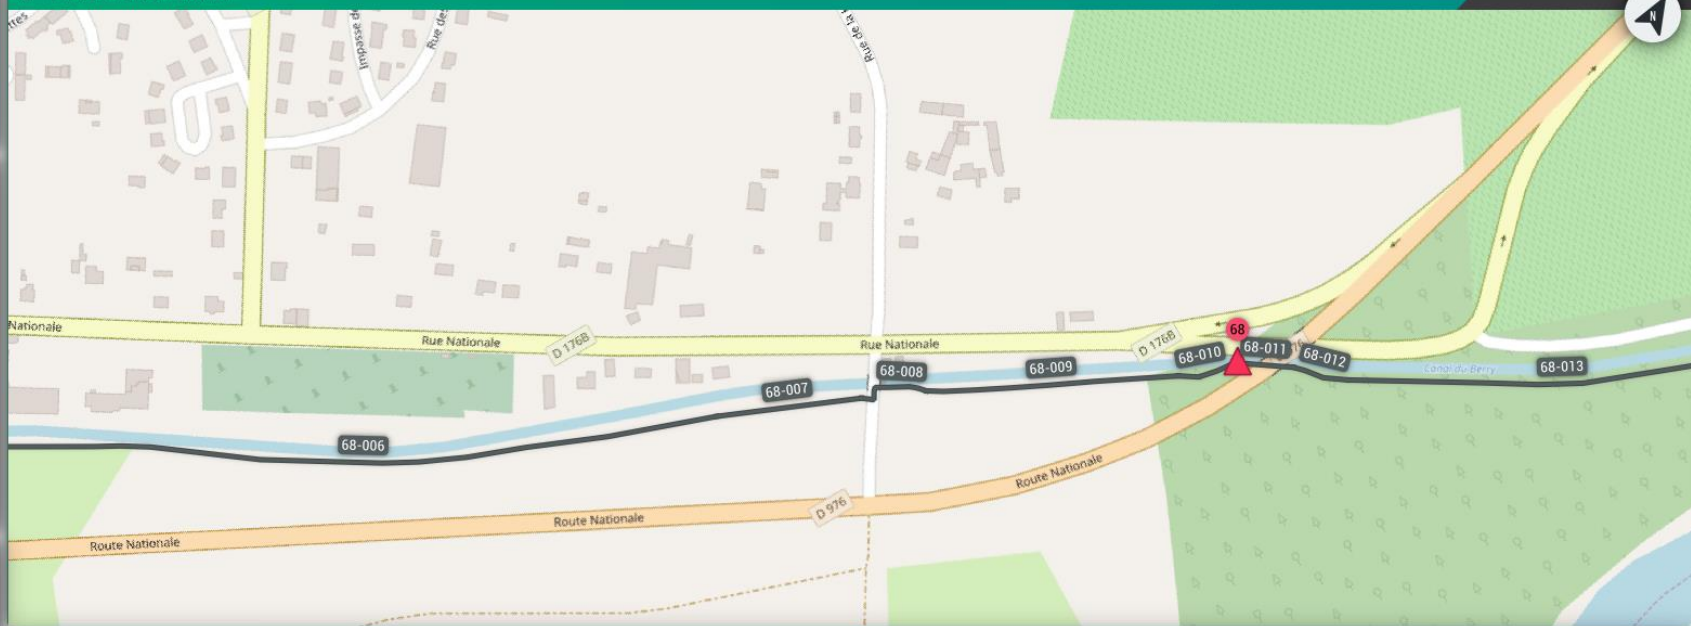 N
Impasse de
Rue des
Rue de la
Nationale
Rue Nationale
D 176B
Rue Nationale
D 176B
68
68-010
68-011
68-012
68-008
68-009
Canal du Berry
68-013
68-007
68-006
Route Nationale
D 976
Route Nationale
Route Nationale